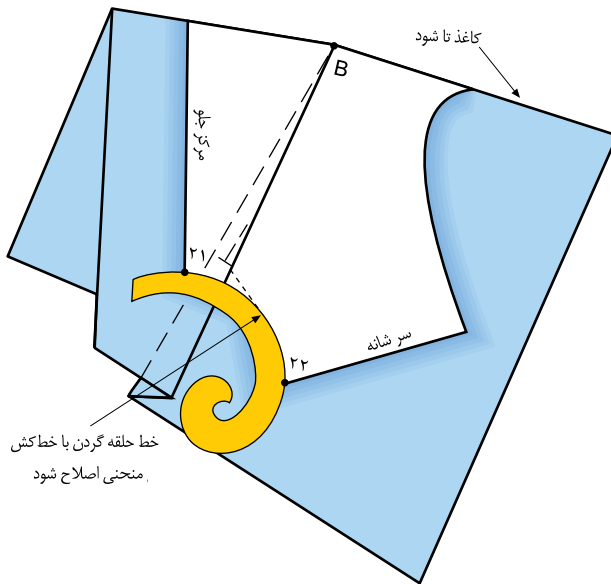 کاغذ تا شود
B
مرکز جلو
۲۱
۲۲
سر شانه
خط حلقه گردن با خط‌کش
منحنی اصلاح شود